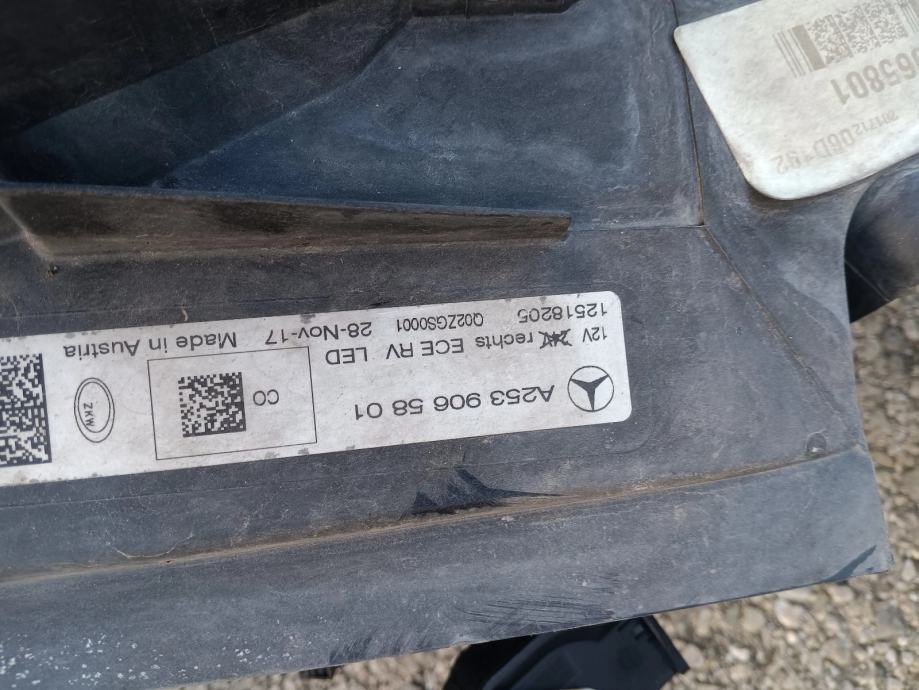 A253 906 58 01
12V rechts ECE RV LED 28-Nov-17 Made in Austria
12518205 Q02ZGS0001
CO
ZKW
65801